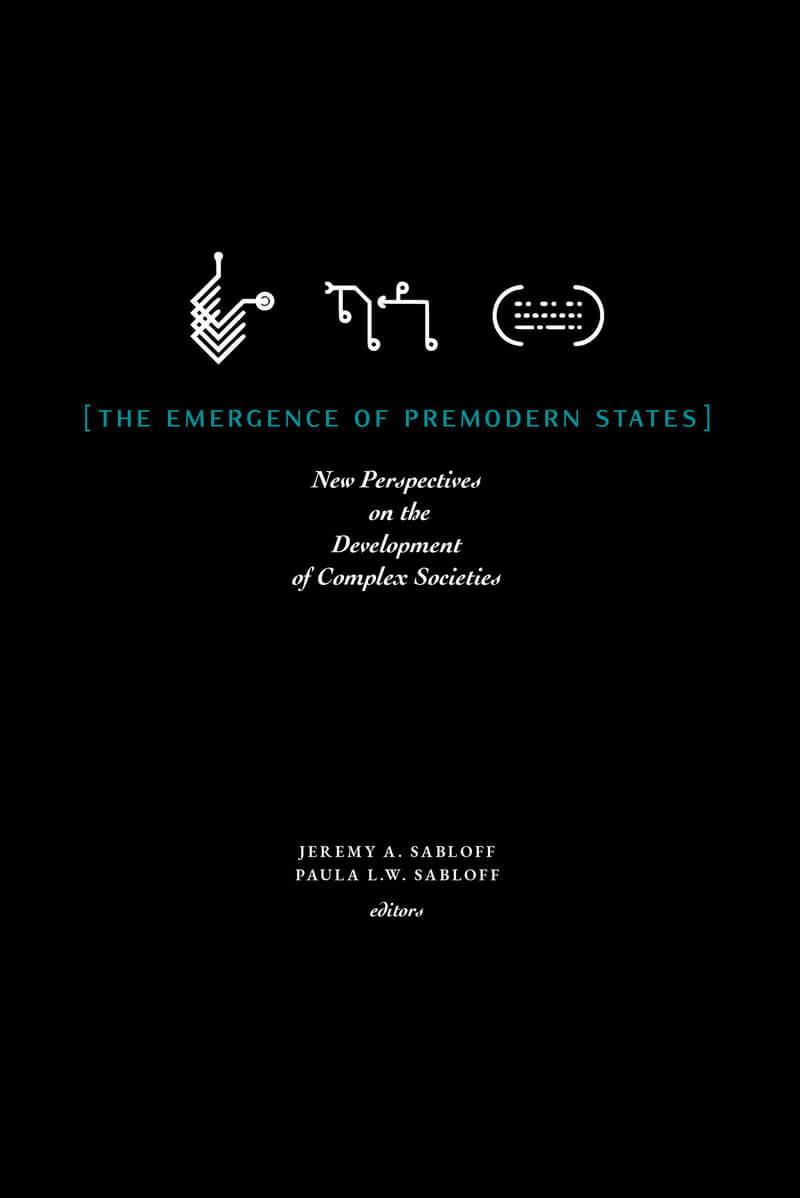 [THE EMERGENCE OF PREMODERN STATES]
New Perspectives
on the
Development
of Complex Societies
JEREMY A. SABLOFF
PAULA L.W. SABLOFF
editors